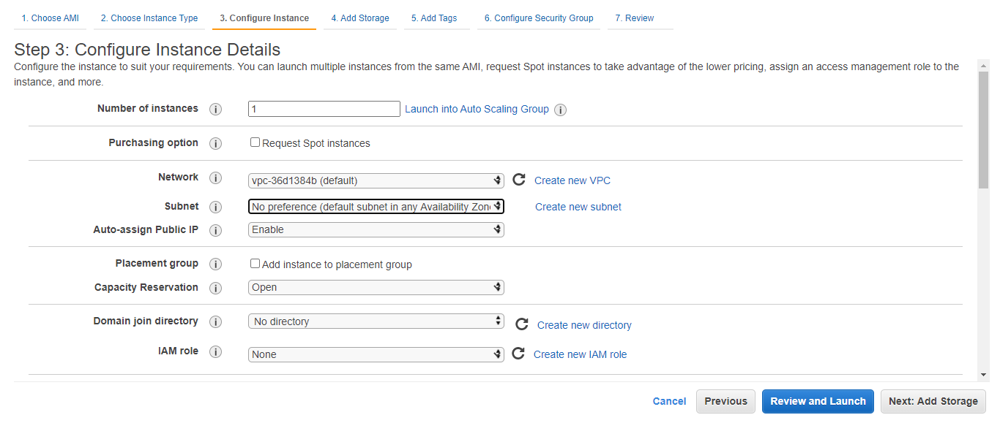 1. Choose AMI 2. Choose Instance Type 3. Configure Instance 4. Add Storage 5. Add Tags 6. Configure Security Group 7. Review
Step 3: Configure Instance Details
Configure the instance to suit your requirements. You can launch multiple instances from the same AMI, request Spot instances to take advantage of the lower pricing, assign an access management role to the
instance, and more.
Number of instances i 1 Launch into Auto Scaling Group i
Purchasing option i Request Spot instances
Network i vpc-36d1384b (default) Create new VPC
Subnet i No preference (default subnet in any Availability Zon Create new subnet
Auto-assign Public IP i Enable
Placement group i Add instance to placement group
Capacity Reservation i Open
Domain join directory i No directory Create new directory
IAM role i None Create new IAM role
Cancel Previous Review and Launch Next: Add Storage